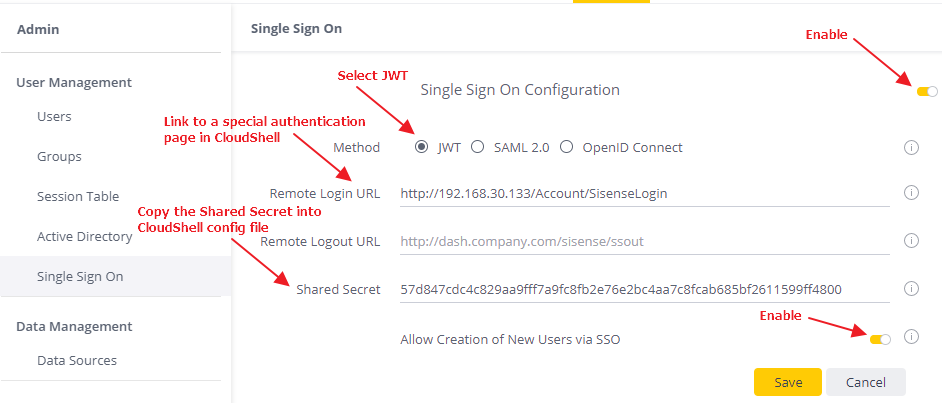 Admin
Single Sign On
Enable
User Management
Select JWT
Single Sign On Configuration
Users
Link to a special authentication
page in CloudShell
Groups
Method
JWT
SAML 2.0
OpenID Connect
Session Table
Remote Login URL
http://192.168.30.133/Account/SisenseLogin
Copy the Shared Secret into
CloudShell config file
Active Directory
Remote Logout URL
http://dash.company.com/sisense/ssout
Single Sign On
Shared Secret
57d847cdc4c829aa9fff7a9fc8fb2e76e2bc4aa7c8fcab685bf2611599ff4800
Enable
Data Management
Allow Creation of New Users via SSO
Data Sources
Save
Cancel